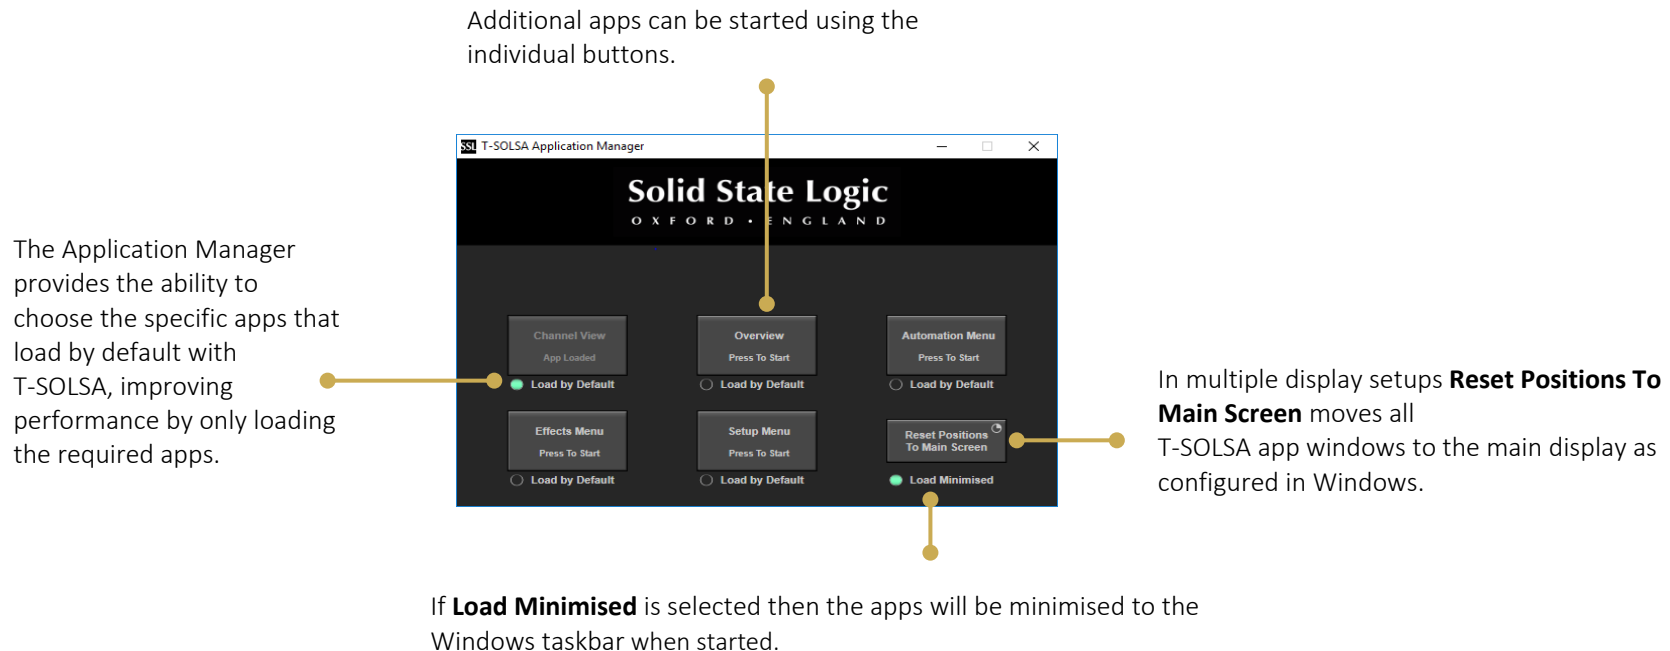 Additional apps can be started using the
individual buttons.
SSL T-SOLSA Application Manager
Solid State Logic
OXFORD • ENGLAND
The Application Manager
provides the ability to
choose the specific apps that
load by default with
T-SOLSA, improving
performance by only loading
the required apps.
Channel View
App Loaded
Load by Default
Overview
Press To Start
Load by Default
Automation Menu
Press To Start
Load by Default
Effects Menu
Press To Start
Load by Default
Setup Menu
Press To Start
Load by Default
Reset Positions
To Main Screen
Load Minimised
In multiple display setups Reset Positions To
Main Screen moves all
T-SOLSA app windows to the main display as
configured in Windows.
If Load Minimised is selected then the apps will be minimised to the
Windows taskbar when started.